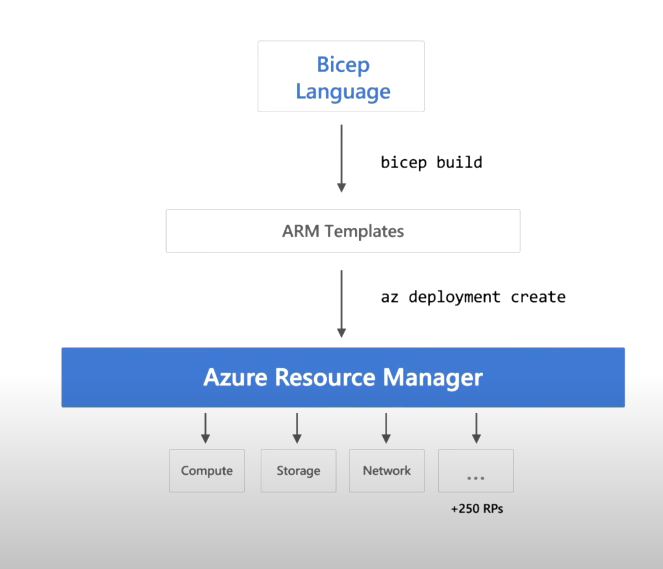 Bicep
Language
bicep build
ARM Templates
az deployment create
Azure Resource Manager
Compute
Storage
Network
...
+250 RPs